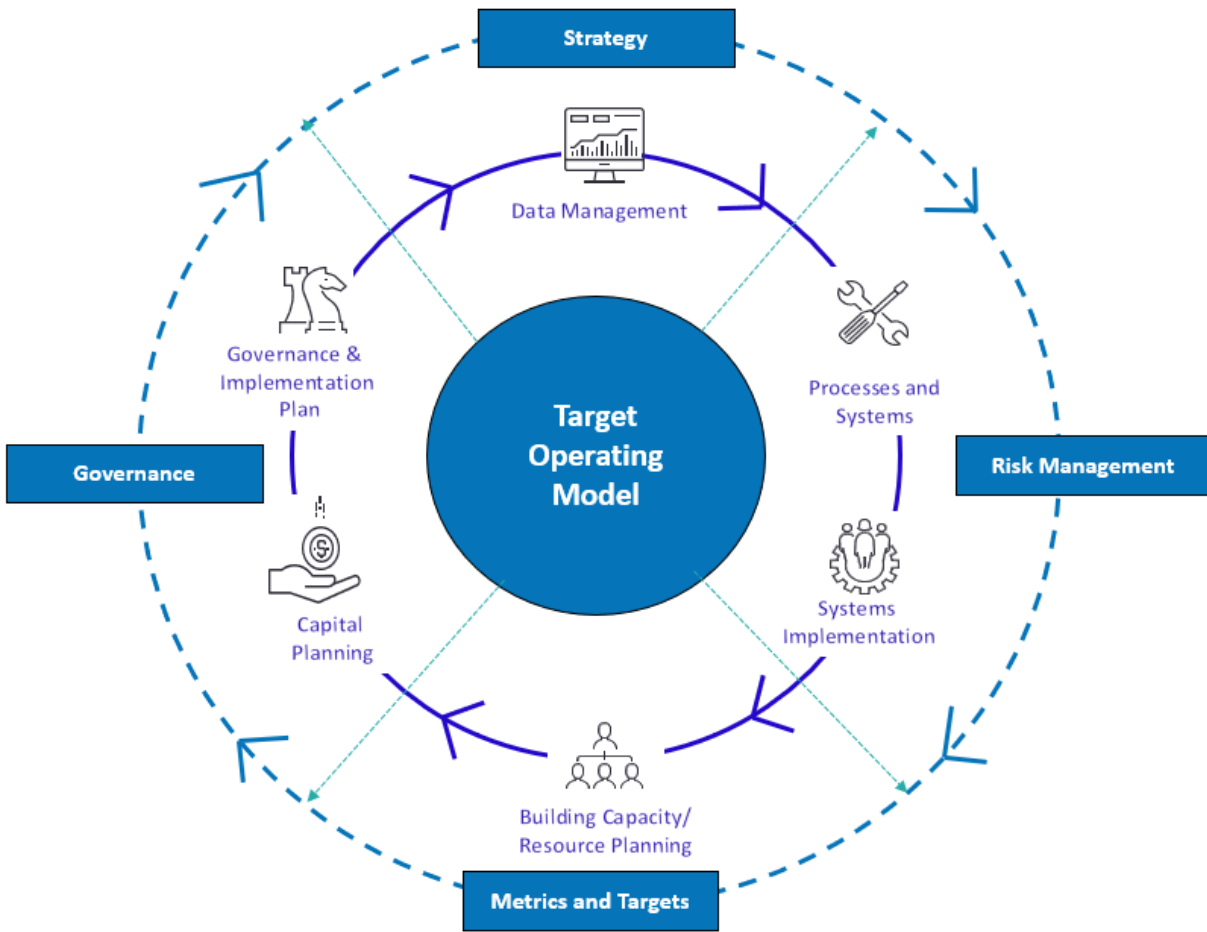 Strategy
Data Management
Governance &
Implementation
Plan
Processes and
Systems
Target
Operating
Model
Governance
Risk Management
Capital
Planning
Systems
Implementation
Building Capacity/
Resource Planning
Metrics and Targets